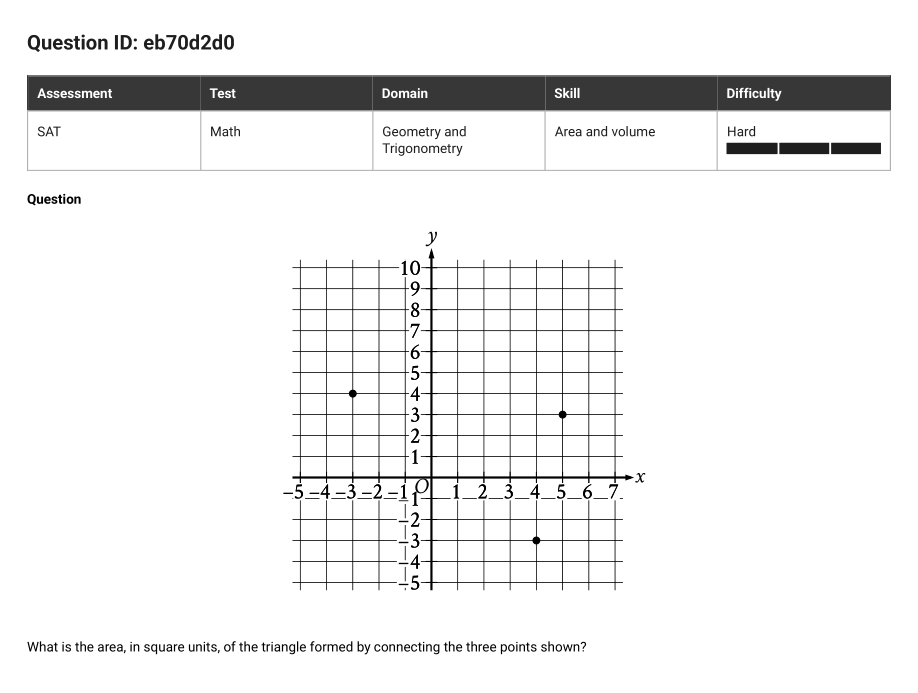 Question ID: eb70d2d0
Assessment Test Domain Skill Difficulty
SAT Math Geometry and Trigonometry Area and volume Hard
Question
y
10
9
8
7
6
5
4
3
2
1
x
−5 −4 −3 −2 −1 O 1 2 3 4 5 6 7
−1
−2
−3
−4
−5
What is the area, in square units, of the triangle formed by connecting the three points shown?